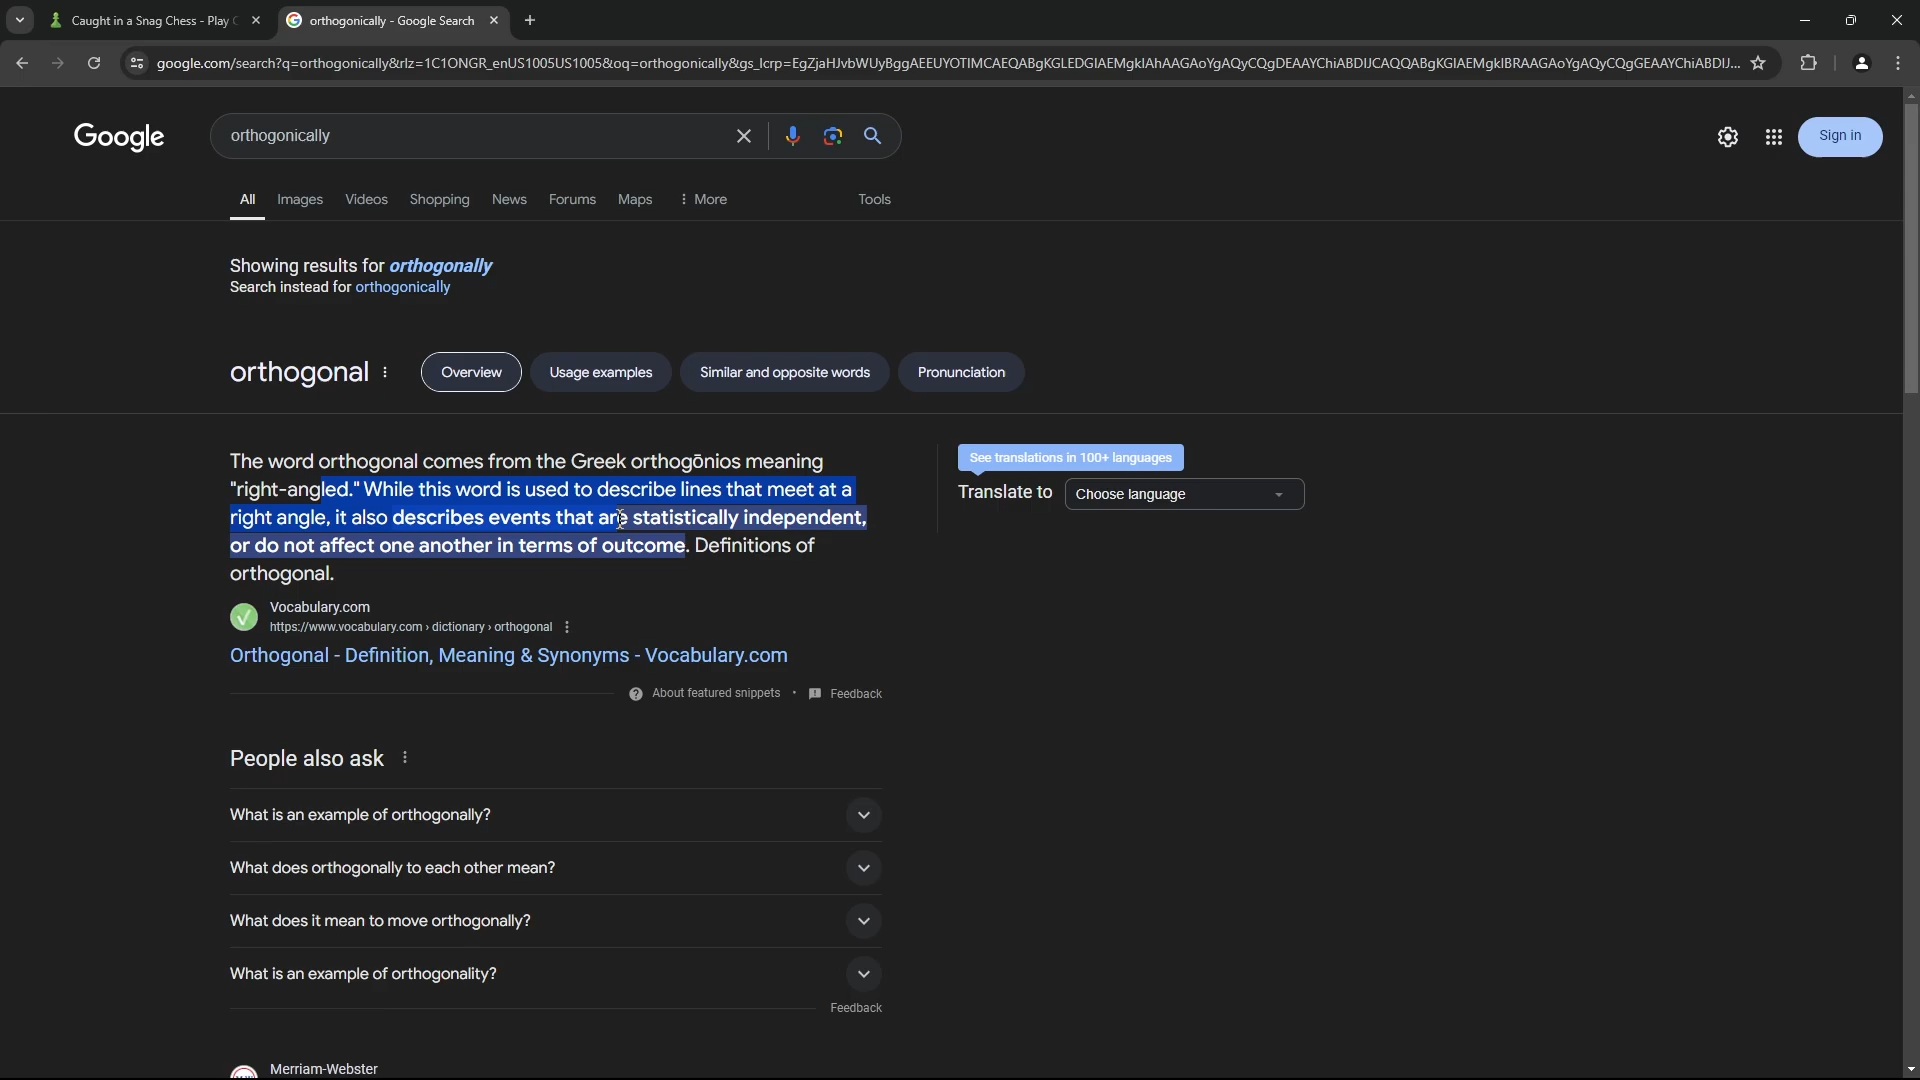 Caught in a Snag Chess - Play
orthogonically - Google Search
google.com/search?q=orthogonically&rlz=1C1ONGR_enUS1005US1005&oq=orthogonically&gs_lcrp=
Google
orthogonically
Sign in
All Images Videos Shopping News Forums Maps More Tools
Showing results for orthogonally
Search instead for orthogonically
orthogonal
Overview
Usage examples
Similar and opposite words
Pronunciation
The word orthogonal comes from the Greek orthogōnios meaning
"right-angled." While this word is used to describe lines that meet at a
right angle, it also describes events that are statistically independent,
or do not affect one another in terms of outcome. Definitions of
orthogonal.
See translations in 100+ languages
Translate to Choose language
Vocabulary.com
https://www.vocabulary.com › dictionary › orthogonal
Orthogonal - Definition, Meaning & Synonyms - Vocabulary.com
About featured snippets • Feedback
People also ask
What is an example of orthogonally?
What does orthogonally to each other mean?
What does it mean to move orthogonally?
What is an example of orthogonality?
Feedback
Merriam-Webster